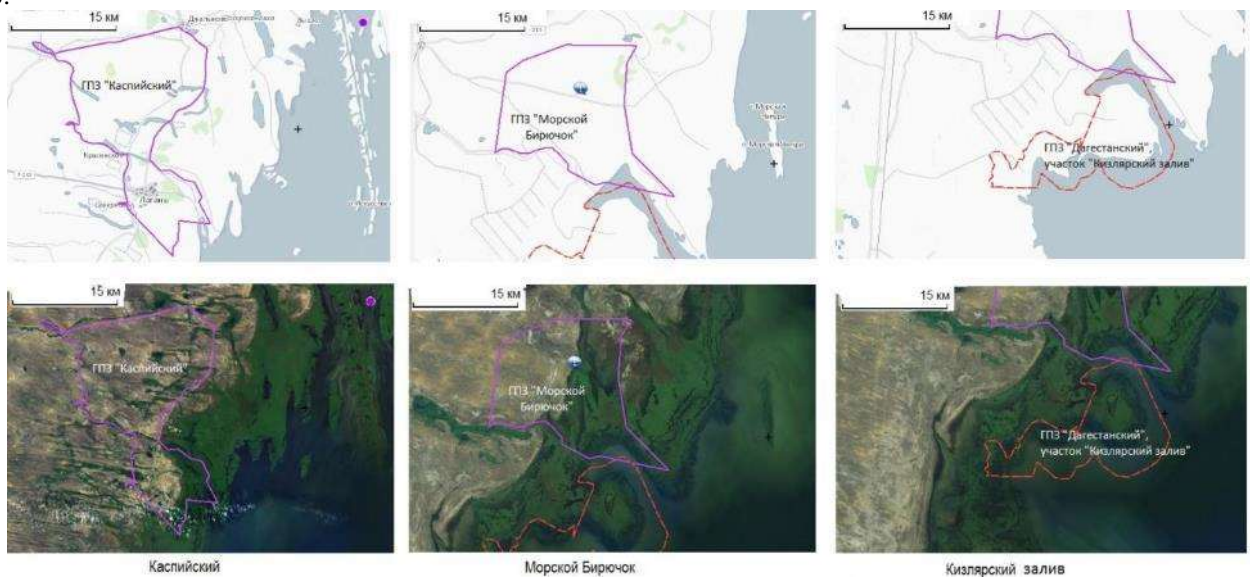 15 км
ГПЗ "Каспийский"
Красинское
Лагань
15 км
ГПЗ "Морской
Бирючок"
15 км
ГПЗ "Дагестанский",
участок "Кизлярский залив"
15 км
ГПЗ "Каспийский"
15 км
ГПЗ "Морской
Бирючок"
15 км
ГПЗ "Дагестанский",
участок "Кизлярский залив"
Каспийский
Морской Бирючок
Кизлярский залив